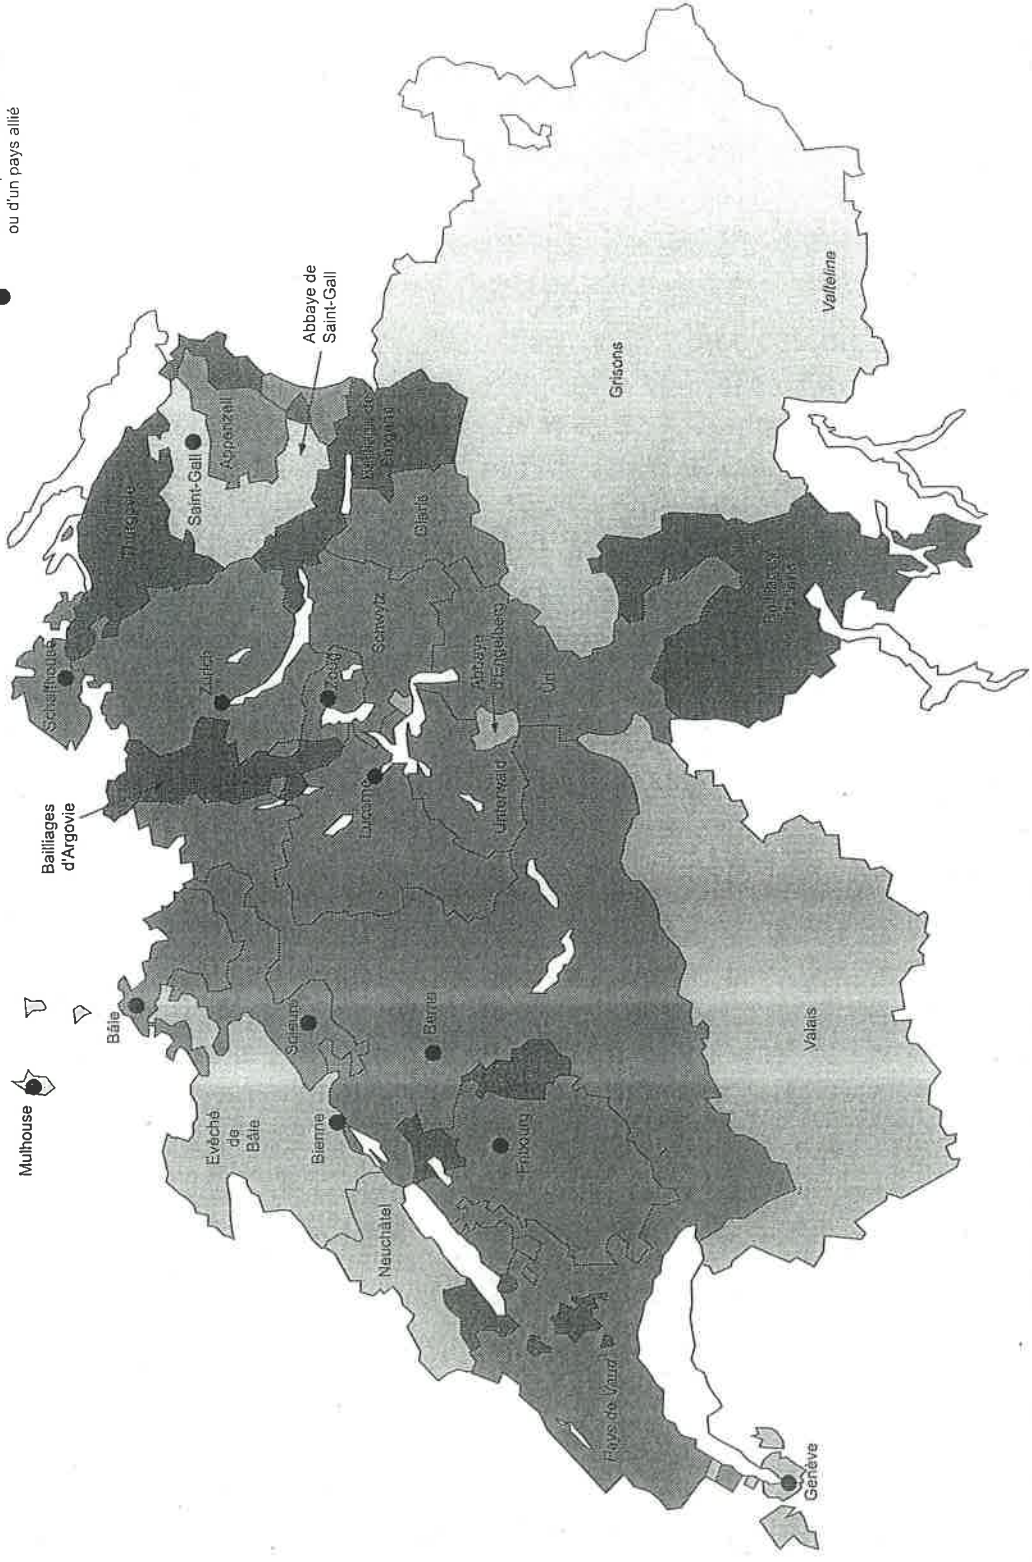 ou d'un pays allié
Mulhouse
Bâle
Bailliages
d'Argovie
Schaffhouse
Thurgovie
Saint-Gall
Appenzell
Abbaye de
Saint-Gall
Zurich
Zoug
Schwytz
Glaris
Evêché
de
Bâle
Bienne
Soleure
Lucerne
Neuchâtel
Berne
Unterwald
Abbaye
d'Engelberg
Uri
Grisons
Valteline
Fribourg
Pays de Vaud
Valais
Genève